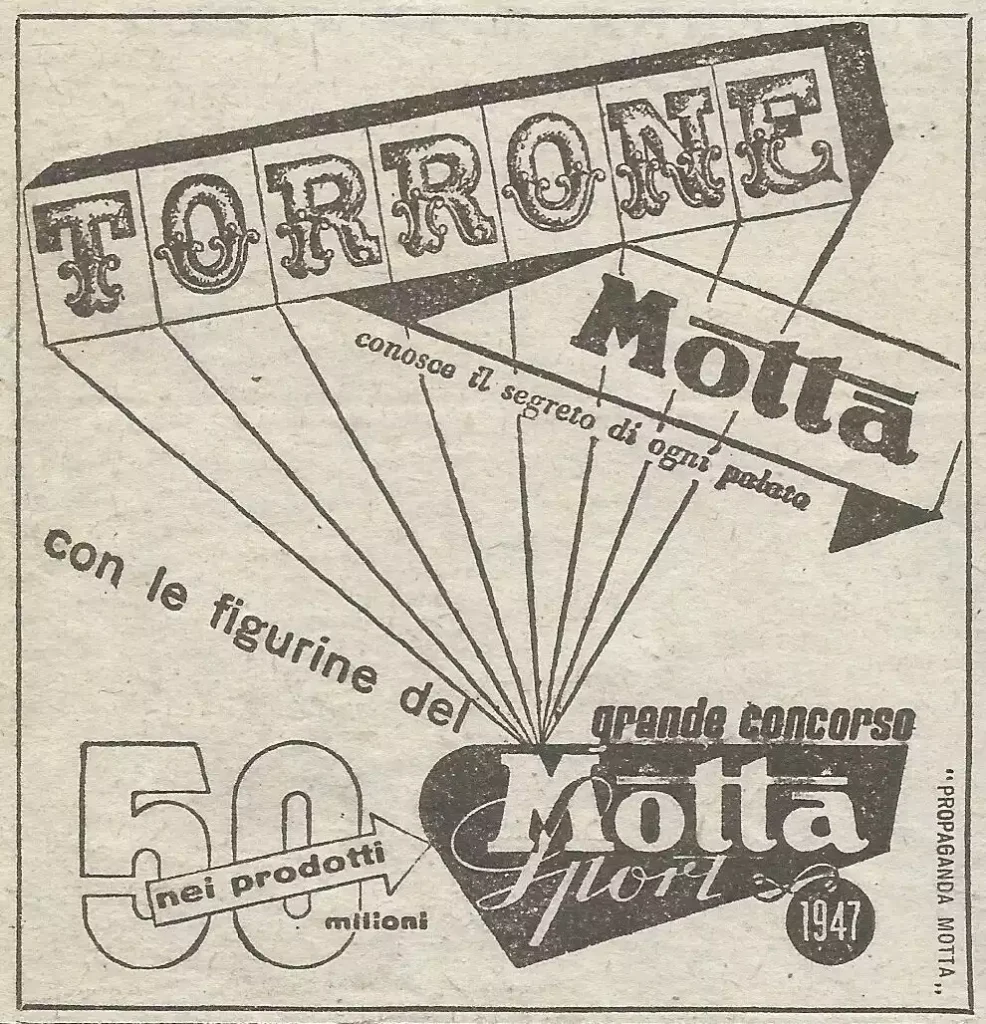 TORRONE
Motta
conosce il segreto di ogni palato
con le figurine del
grande concorso
Motta
Sport
1947
50
nei prodotti
milioni
"PROPAGANDA MOTTA„